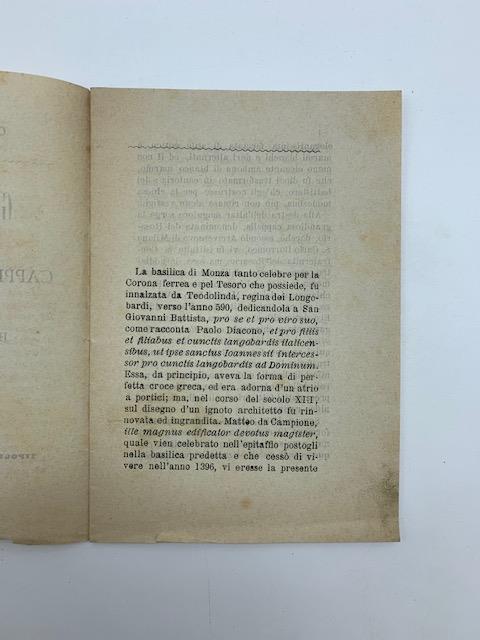 La basilica di Monza tanto celebre per la
Corona ferrea e pel Tesoro che possiede, fu
innalzata da Teodolinda, regina dei Longo-
bardi, verso l'anno 590, dedicandola a San
Giovanni Battista, pro se et pro viro suo,
come racconta Paolo Diacono, et pro filiis
et filiabus et cunctis langobardis italicen-
sibus, ut ipse sanctus Ioannes sit interces-
sor pro cunctis langobardis ad Dominum.
Essa, da principio, aveva la forma di per-
fetta croce greca, ed era adorna d'un atrio
a portici; ma, nel corso del secolo XIII,
sul disegno d'un ignoto architetto fu rin-
novata ed ingrandita. Matteo da Campione,
ille magnus edificator devotus magister,
quale vien celebrato nell'epitaffio postogli
nella basilica predetta e che cessò di vi-
vere nell'anno 1396, vi eresse la presente